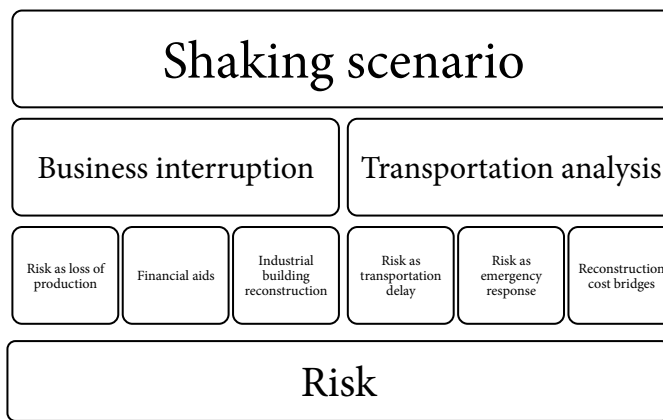 Shaking scenario
Business interruption
Transportation analysis
Risk as loss of
production
Financial aids
Industrial
building
reconstruction
Risk as
transportation
delay
Risk as
emergency
response
Reconstruction
cost bridges
Risk